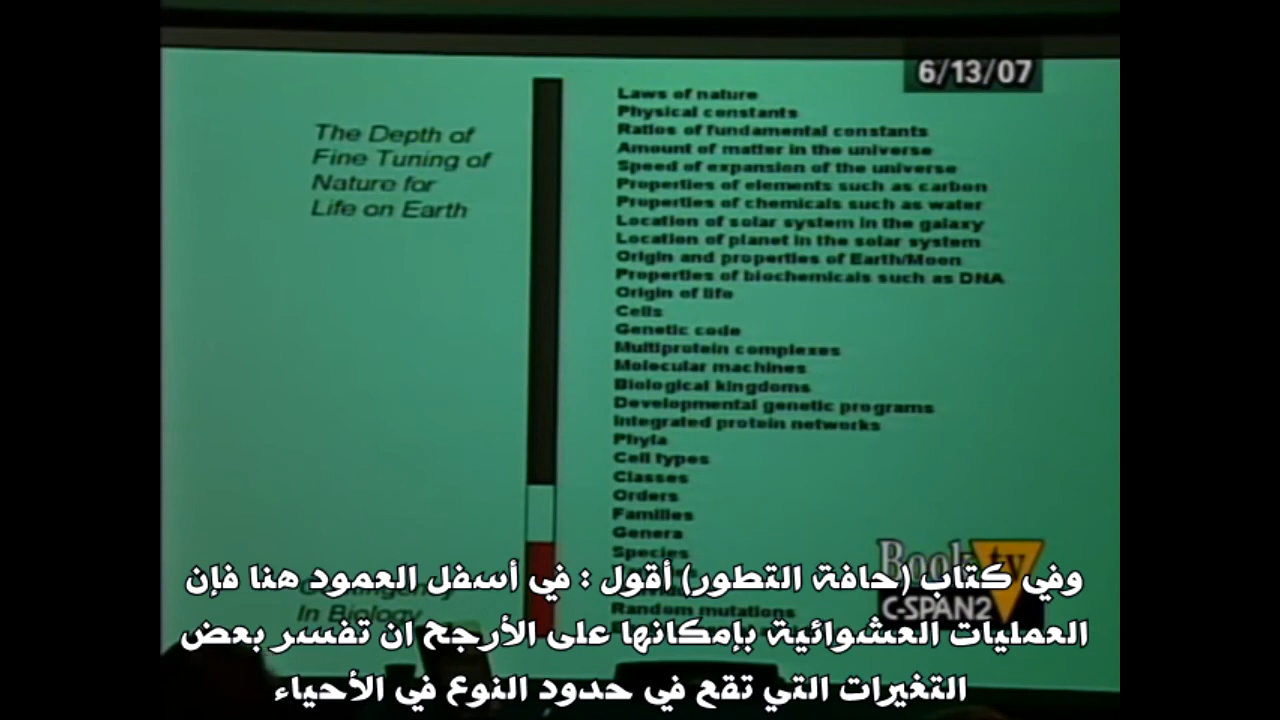 6/13/07
The Depth of
Fine Tuning of
Nature for
Life on Earth
Laws of nature
Physical constants
Ratios of fundamental constants
Amount of matter in the universe
Speed of expansion of the universe
Properties of elements such as carbon
Properties of chemicals such as water
Location of solar system in the galaxy
Location of planet in the solar system
Origin and properties of Earth/Moon
Properties of biochemicals such as DNA
Origin of life
Cells
Genetic code
Multiprotein complexes
Molecular machines
Biological kingdoms
Developmental genetic programs
Integrated protein networks
Phyla
Cell types
Classes
Orders
Families
Genera
Species
Random mutations
In Biology
Book tv
C-SPAN2
وفي كتاب (حافة التطور) أقول : في أسفل العمود هنا فإن
العمليات العشوائية بإمكانها على الأرجح ان تفسر بعض
التغيرات التي تقع في حدود النوع في الأحياء